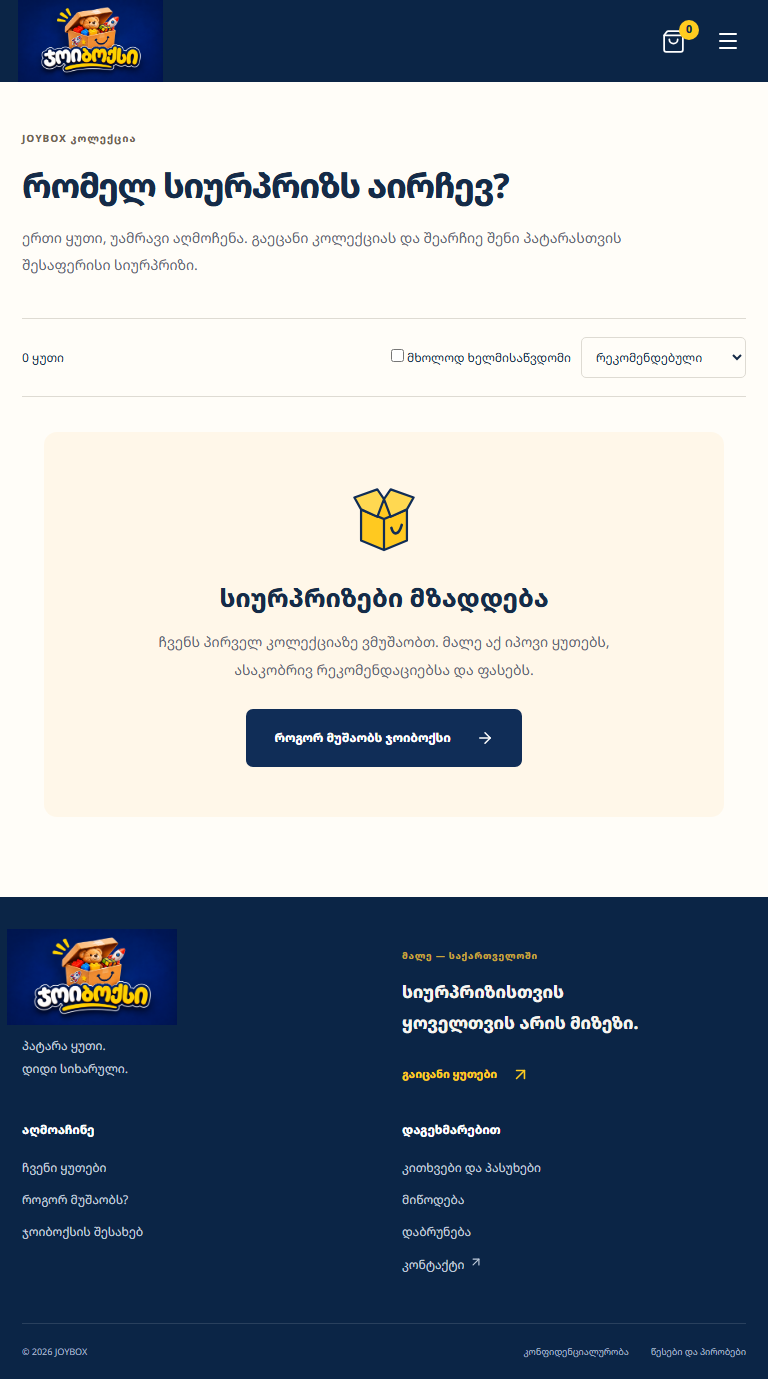 ჯოიბოქსი
0
JOYBOX კოლექცია
რომელ სიურპრიზს აირჩევ?
ერთი ყუთი, უამრავი აღმოჩენა. გაეცანი კოლექციას და შეარჩიე შენი პატარასთვის
შესაფერისი სიურპრიზი.
0 ყუთი
მხოლოდ ხელმისაწვდომი
რეკომენდებული
სიურპრიზები მზადდება
ჩვენს პირველ კოლექციაზე ვმუშაობთ. მალე აქ იპოვი ყუთებს,
ასაკობრივ რეკომენდაციებსა და ფასებს.
როგორ მუშაობს ჯოიბოქსი
ჯოიბოქსი
პატარა ყუთი.
დიდი სიხარული.
მალე — საქართველოში
სიურპრიზისთვის
ყოველთვის არის მიზეზი.
გაიცანი ყუთები
აღმოაჩინე
ჩვენი ყუთები
როგორ მუშაობს?
ჯოიბოქსის შესახებ
დაგეხმარებით
კითხვები და პასუხები
მიწოდება
დაბრუნება
კონტაქტი
© 2026 JOYBOX
კონფიდენციალურობა
წესები და პირობები